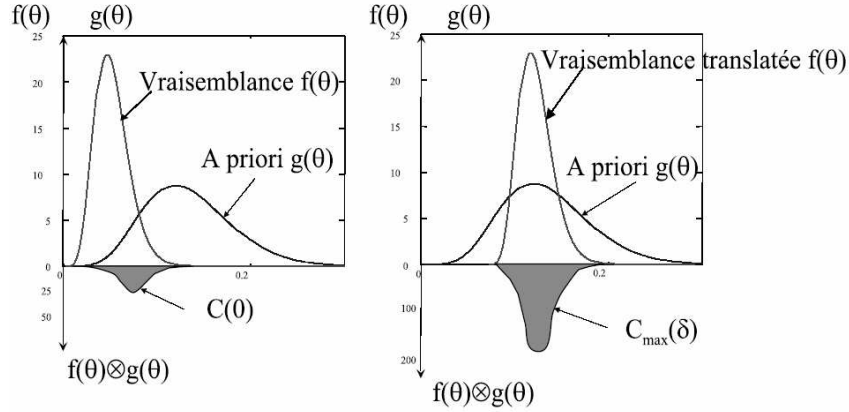 f(θ) g(θ)
25
20
15
10
5
0
0
0.2
25
50
Vraisemblance f(θ)
A priori g(θ)
C(0)
f(θ)⊗g(θ)
f(θ) g(θ)
25
20
15
10
5
0
0
0.2
100
200
Vraisemblance translatée f(θ)
A priori g(θ)
Cmax(δ)
f(θ)⊗g(θ)